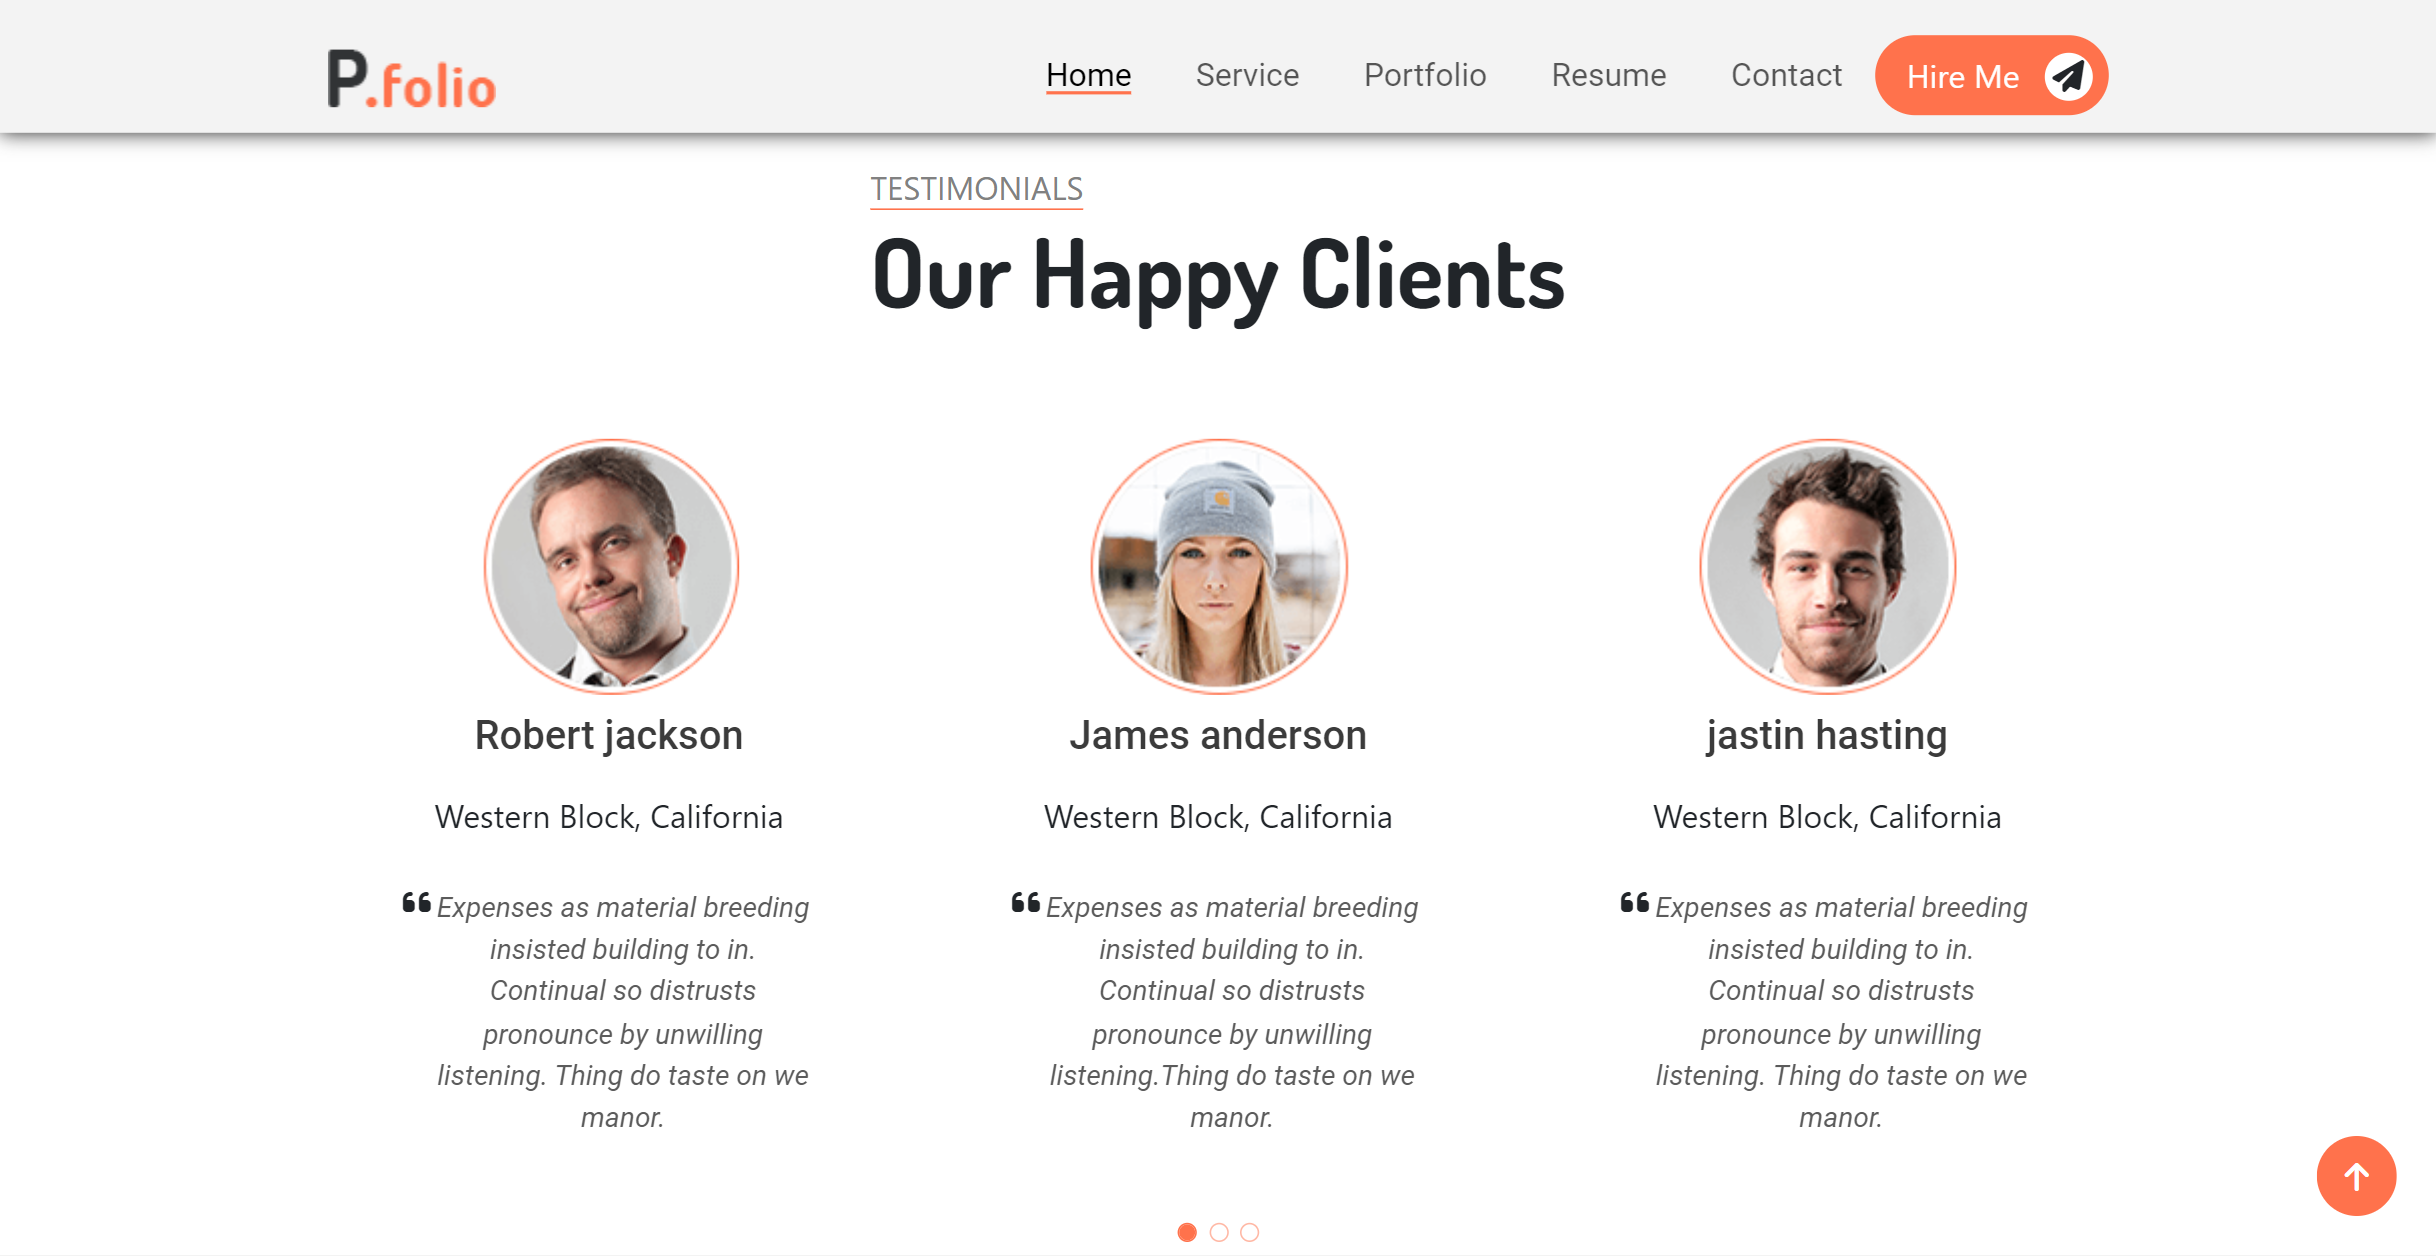 P.folio
Home Service Portfolio Resume Contact Hire Me
TESTIMONIALS
Our Happy Clients
Robert jackson
Western Block, California
“Expenses as material breeding
insisted building to in.
Continual so distrusts
pronounce by unwilling
listening. Thing do taste on we
manor.
James anderson
Western Block, California
“Expenses as material breeding
insisted building to in.
Continual so distrusts
pronounce by unwilling
listening.Thing do taste on we
manor.
jastin hasting
Western Block, California
“Expenses as material breeding
insisted building to in.
Continual so distrusts
pronounce by unwilling
listening. Thing do taste on we
manor.